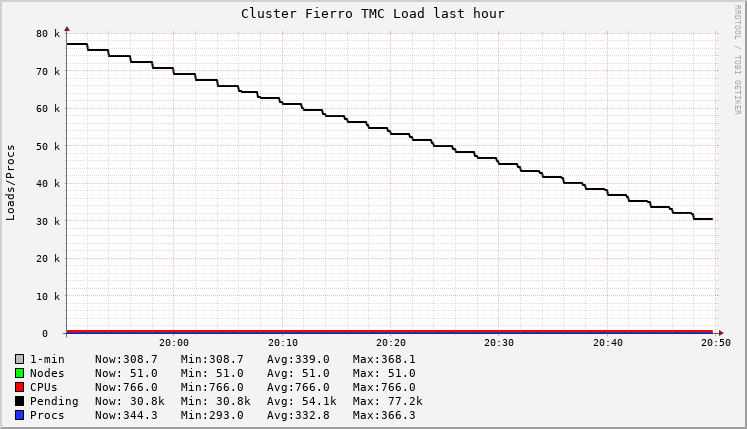 Cluster Fierro TMC Load last hour
RRDTOOL / TOBI OETIKER
Loads/Procs
80 k
70 k
60 k
50 k
40 k
30 k
20 k
10 k
0
20:00 20:10 20:20 20:30 20:40 20:50
1-min Now:308.7 Min:308.7 Avg:339.0 Max:368.1
Nodes Now: 51.0 Min: 51.0 Avg: 51.0 Max: 51.0
CPUs Now:766.0 Min:766.0 Avg:766.0 Max:766.0
Pending Now: 30.8k Min: 30.8k Avg: 54.1k Max: 77.2k
Procs Now:344.3 Min:293.0 Avg:332.8 Max:366.3